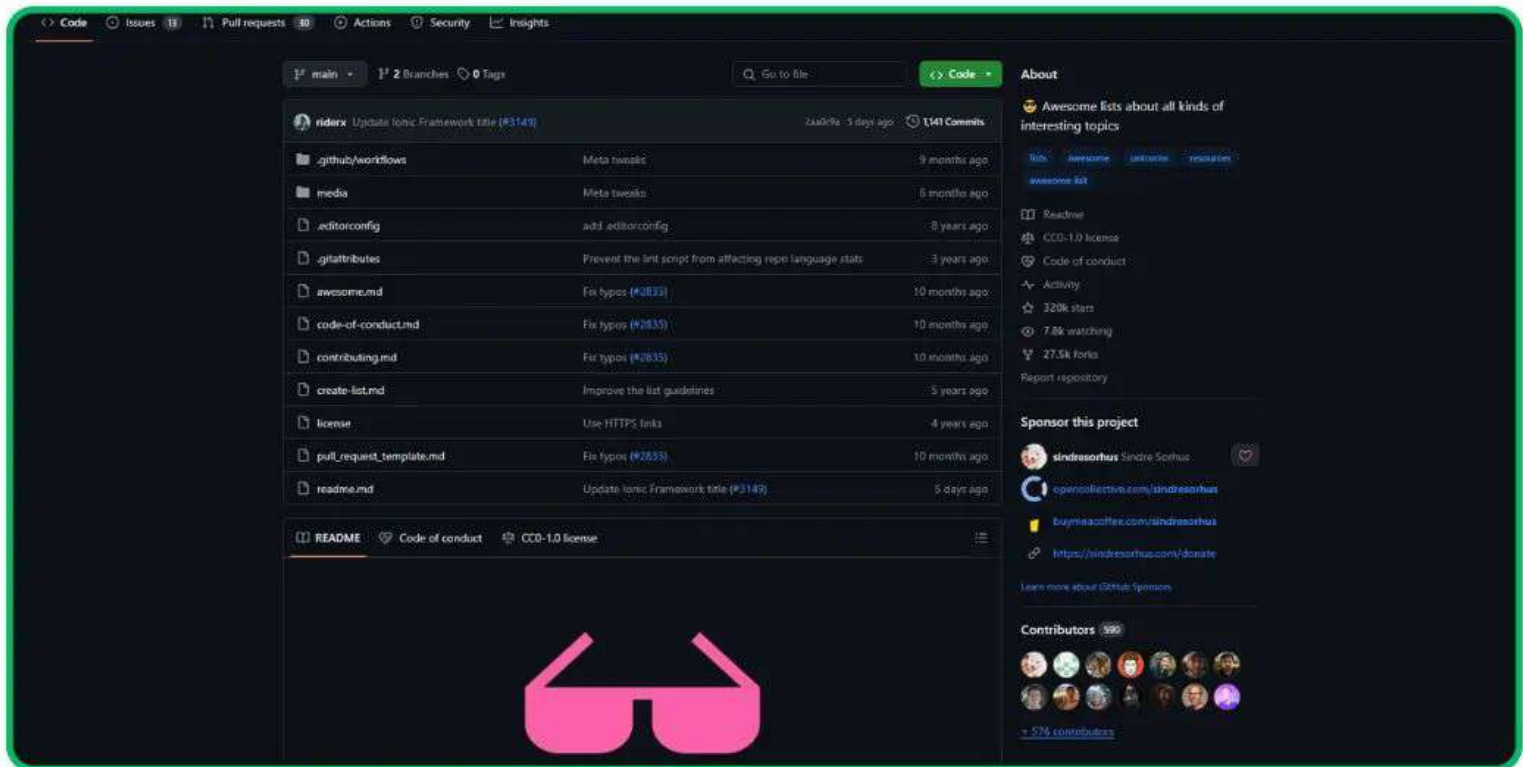 Code Issues 13 Pull requests 30 Actions Security Insights
main 2 Branches 0 Tags Go to file Code
riderx Update Ionic Framework title (#3149) 5 days ago 1,141 Commits
.github/workflows Meta tweaks 9 months ago
media Meta tweaks 6 months ago
.editorconfig add .editorconfig 8 years ago
.gitattributes Prevent the lint script from affecting repo language stats 3 years ago
awesome.md Fix typos (#2835) 10 months ago
code-of-conduct.md Fix typos (#2835) 10 months ago
contributing.md Fix typos (#2835) 10 months ago
create-list.md Improve the list guidelines 5 years ago
license Use HTTPS links 4 years ago
pull_request_template.md Fix typos (#2835) 10 months ago
readme.md Update Ionic Framework title (#3149) 5 days ago
README Code of conduct CC0-1.0 license
About
Awesome lists about all kinds of
interesting topics
lists awesome unicorns resources
awesome-list
Readme
CC0-1.0 license
Code of conduct
Activity
320k stars
7.8k watching
27.5k forks
Report repository
Sponsor this project
sindresorhus Sindre Sorhus
opencollective.com/sindresorhus
buymeacoffee.com/sindresorhus
https://sindresorhus.com/donate
Learn more about GitHub Sponsors
Contributors 590
+ 576 contributors